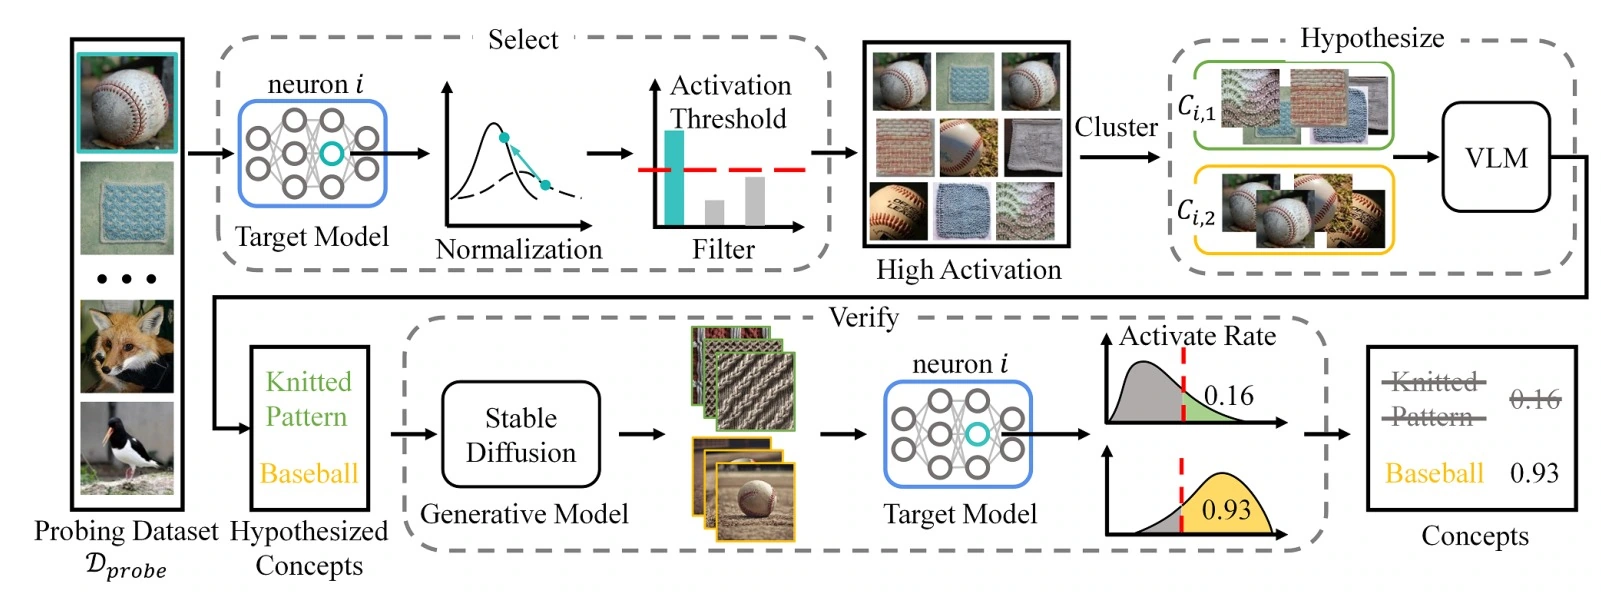 Select
neuron i
Target Model
Normalization
Activation
Threshold
Filter
High Activation
Cluster
Hypothesize
C_{i,1}
C_{i,2}
VLM
Probing Dataset
𝒟_{probe}
Verify
Knitted
Pattern
Baseball
Hypothesized
Concepts
Stable
Diffusion
Generative Model
neuron i
Target Model
Activate Rate
0.16
0.93
Knitted
Pattern
0.16
Baseball 0.93
Concepts